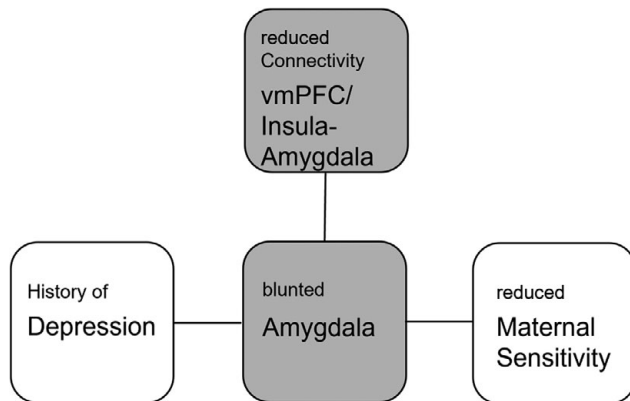 reduced
Connectivity
vmPFC/
Insula-
Amygdala
History of
Depression
blunted
Amygdala
reduced
Maternal
Sensitivity